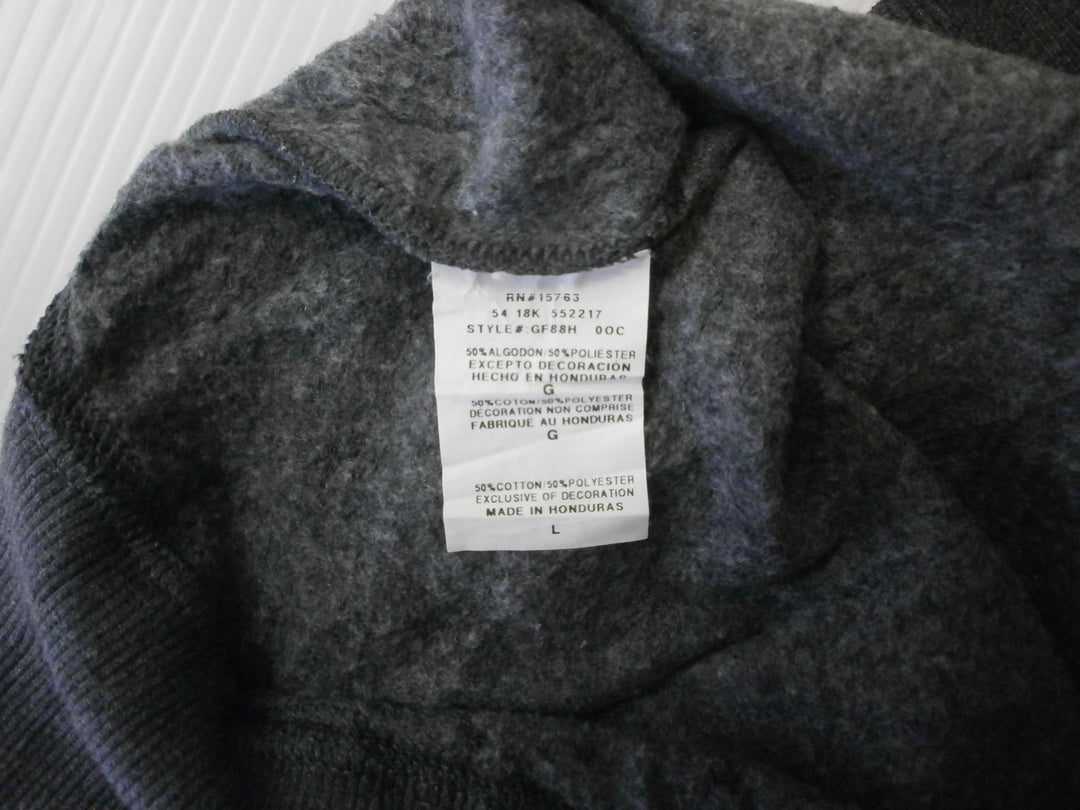 RN#15763
54 18K 552217
STYLE#:GF88H 00C
50%ALGODÓN/50%POLIESTER
EXCEPTO DECORACION
HECHO EN HONDURAS
G
50%COTON/50%POLYESTER
DECORATION NON COMPRISE
FABRIQUE AU HONDURAS
G
50%COTTON/50%POLYESTER
EXCLUSIVE OF DECORATION
MADE IN HONDURAS
L